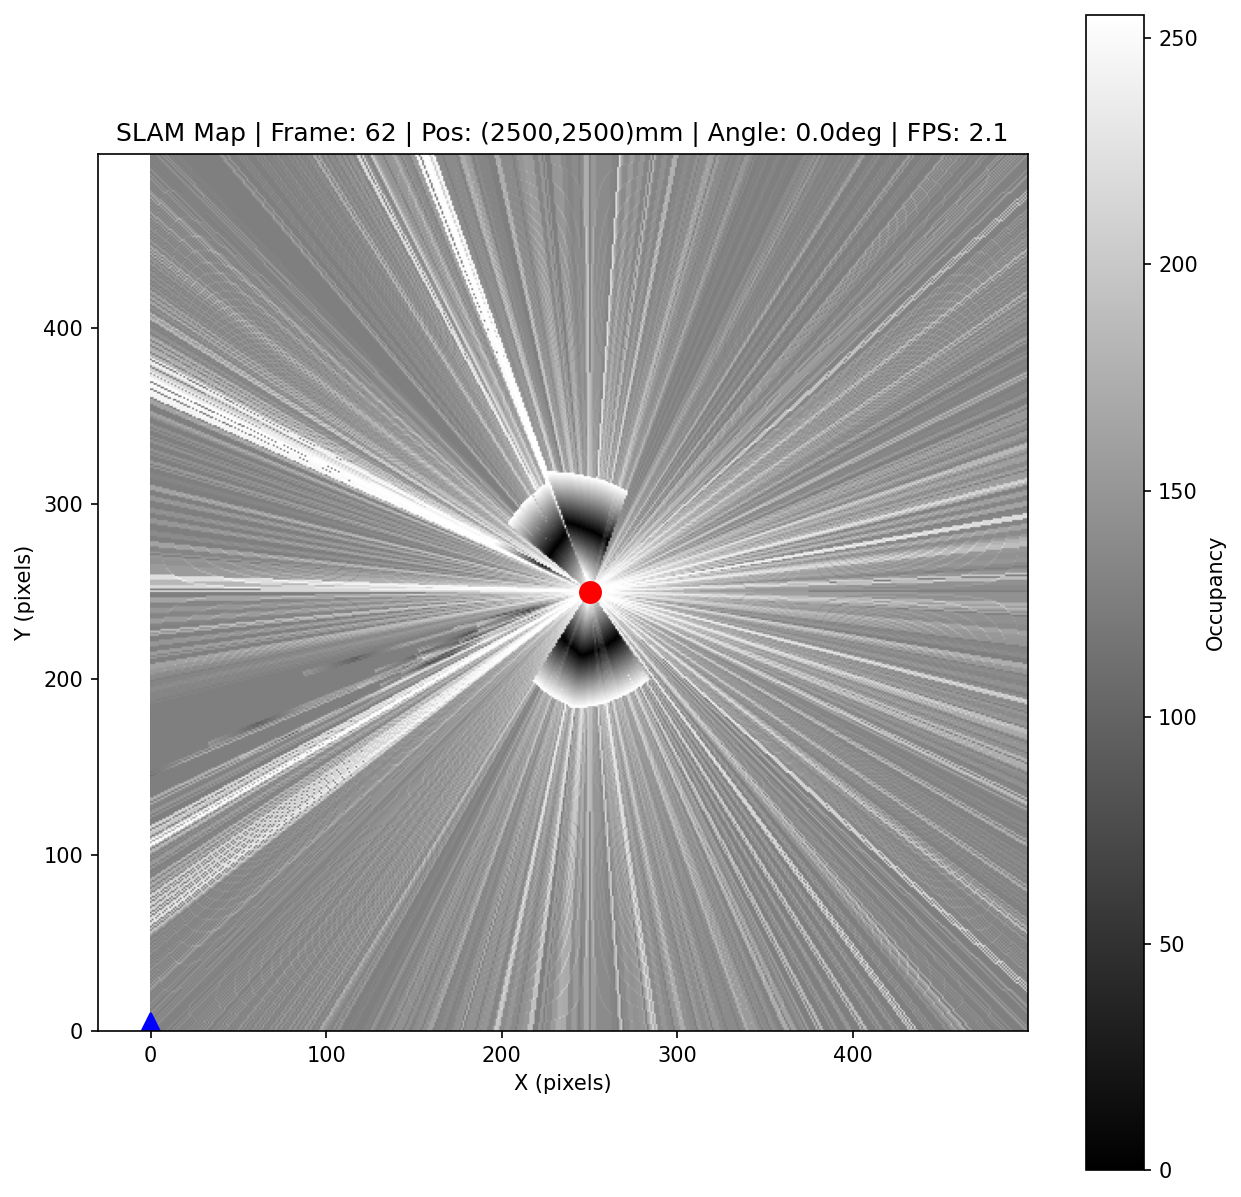 SLAM Map | Frame: 62 | Pos: (2500,2500)mm | Angle: 0.0deg | FPS: 2.1
400
300
200
100
0
Y (pixels)
0 100 200 300 400
X (pixels)
250
200
150
100
50
0
Occupancy